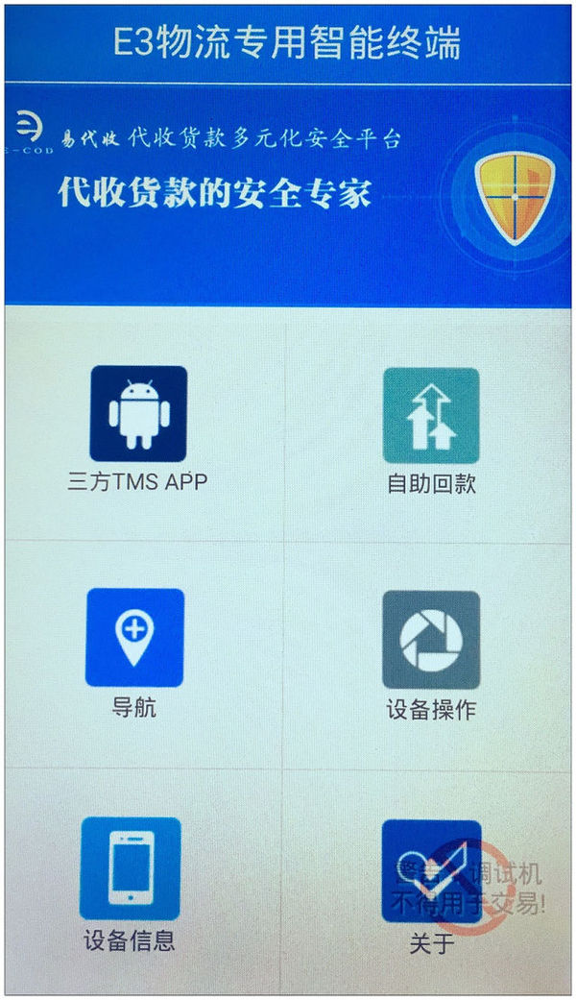 E3物流专用智能终端
E-COD
易代收 代收货款多元化安全平台
代收货款的安全专家
三方TMS APP
自助回款
导航
设备操作
设备信息
警告：调试机
不得用于交易!
关于